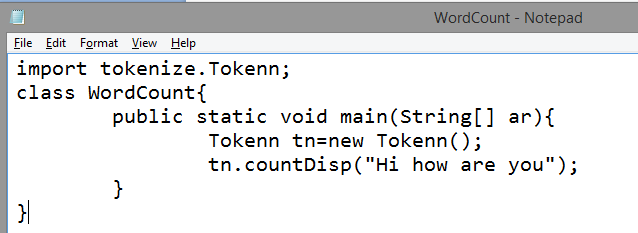 WordCount - Notepad
File Edit Format View Help
import tokenize.Tokenn;
class WordCount{
        public static void main(String[] ar){
                Tokenn tn=new Tokenn();
                tn.countDisp("Hi how are you");
        }
}